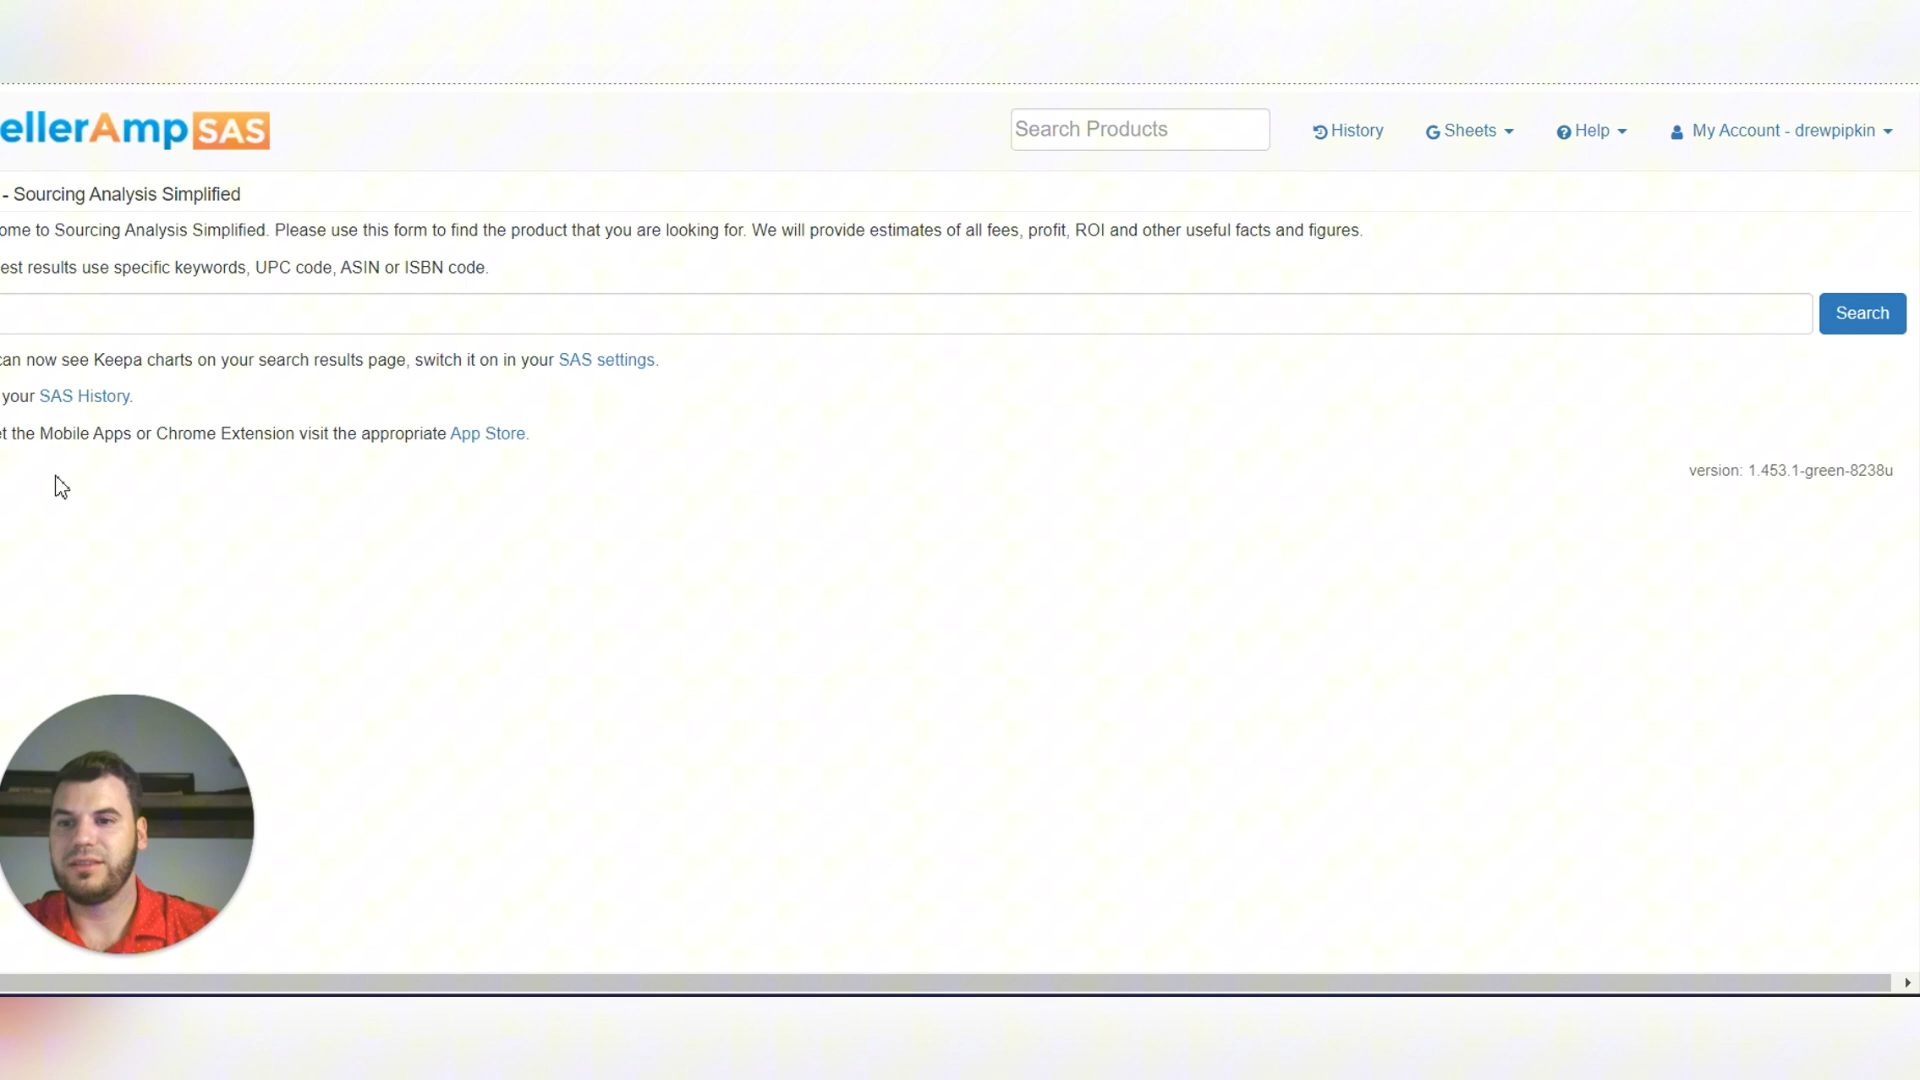 ellerAmp SAS
Search Products
History
Sheets
Help
My Account - drewpipkin
- Sourcing Analysis Simplified
ome to Sourcing Analysis Simplified. Please use this form to find the product that you are looking for. We will provide estimates of all fees, profit, ROI and other useful facts and figures.
est results use specific keywords, UPC code, ASIN or ISBN code.
Search
can now see Keepa charts on your search results page, switch it on in your SAS settings.
your SAS History.
et the Mobile Apps or Chrome Extension visit the appropriate App Store.
version: 1.453.1-green-8238u